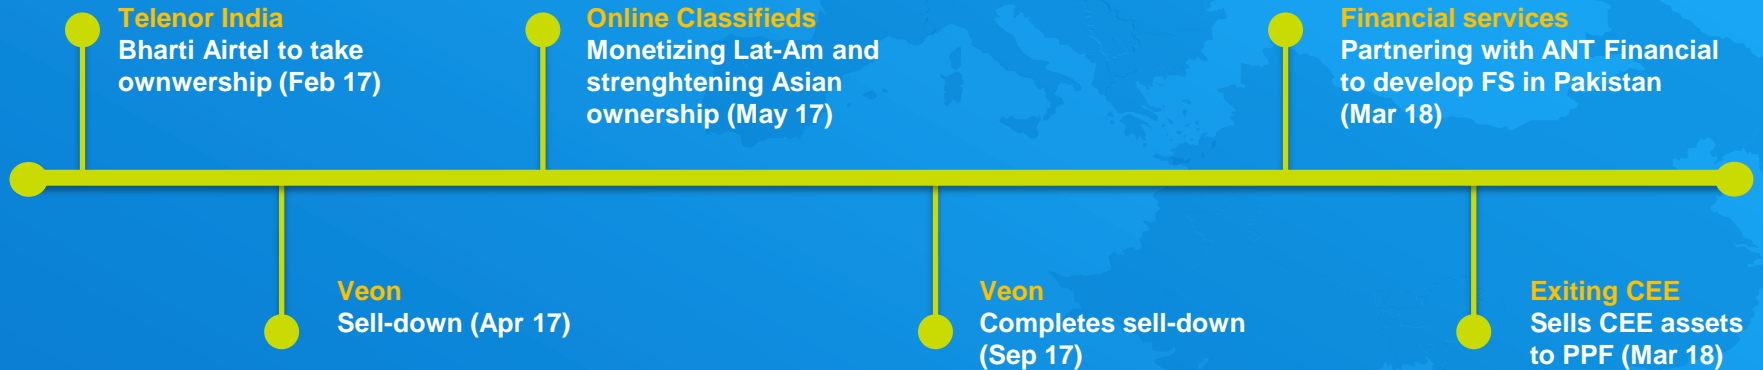 Telenor India
Bharti Airtel to take
ownwership (Feb 17)
Online Classifieds
Monetizing Lat-Am and
strenghtening Asian
ownership (May 17)
Financial services
Partnering with ANT Financial
to develop FS in Pakistan
(Mar 18)
Veon
Sell-down (Apr 17)
Veon
Completes sell-down
(Sep 17)
Exiting CEE
Sells CEE assets
to PPF (Mar 18)